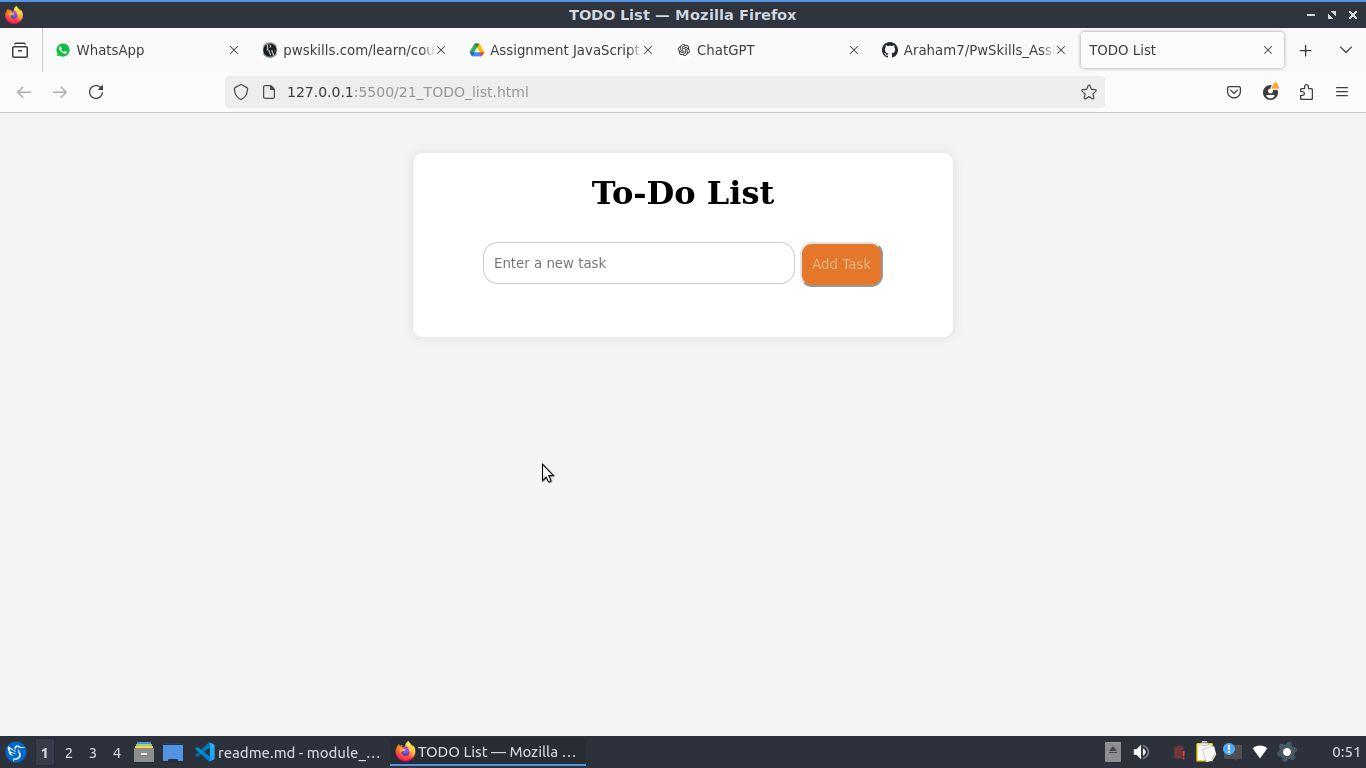 TODO List — Mozilla Firefox
WhatsApp
pwskills.com/learn/cou
Assignment JavaScript
ChatGPT
Araham7/PwSkills_Ass
TODO List
127.0.0.1:5500/21_TODO_list.html
To-Do List
Enter a new task
Add Task
1
2
3
4
readme.md - module_...
TODO List — Mozilla ...
0:51